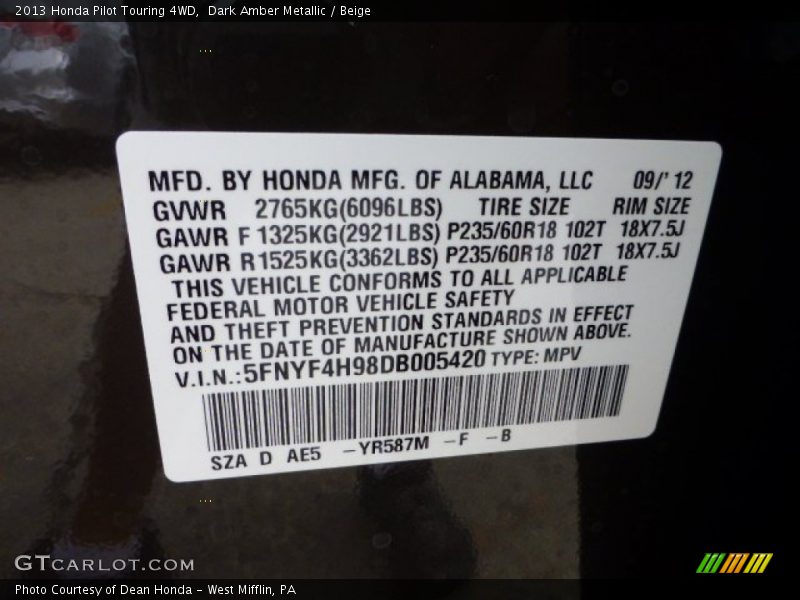 2013 Honda Pilot Touring 4WD,  Dark Amber Metallic / Beige
MFD. BY HONDA MFG. OF ALABAMA, LLC 09/' 12
GVWR 2765KG(6096LBS) TIRE SIZE RIM SIZE
GAWR F 1325KG(2921LBS) P235/60R18 102T 18X7.5J
GAWR R 1525KG(3362LBS) P235/60R18 102T 18X7.5J
THIS VEHICLE CONFORMS TO ALL APPLICABLE
FEDERAL MOTOR VEHICLE SAFETY
AND THEFT PREVENTION STANDARDS IN EFFECT
ON THE DATE OF MANUFACTURE SHOWN ABOVE.
V.I.N.:5FNYF4H98DB005420 TYPE: MPV
SZA D AE5 –YR587M –F –B
GTCARLOT.COM
Photo Courtesy of Dean Honda - West Mifflin, PA